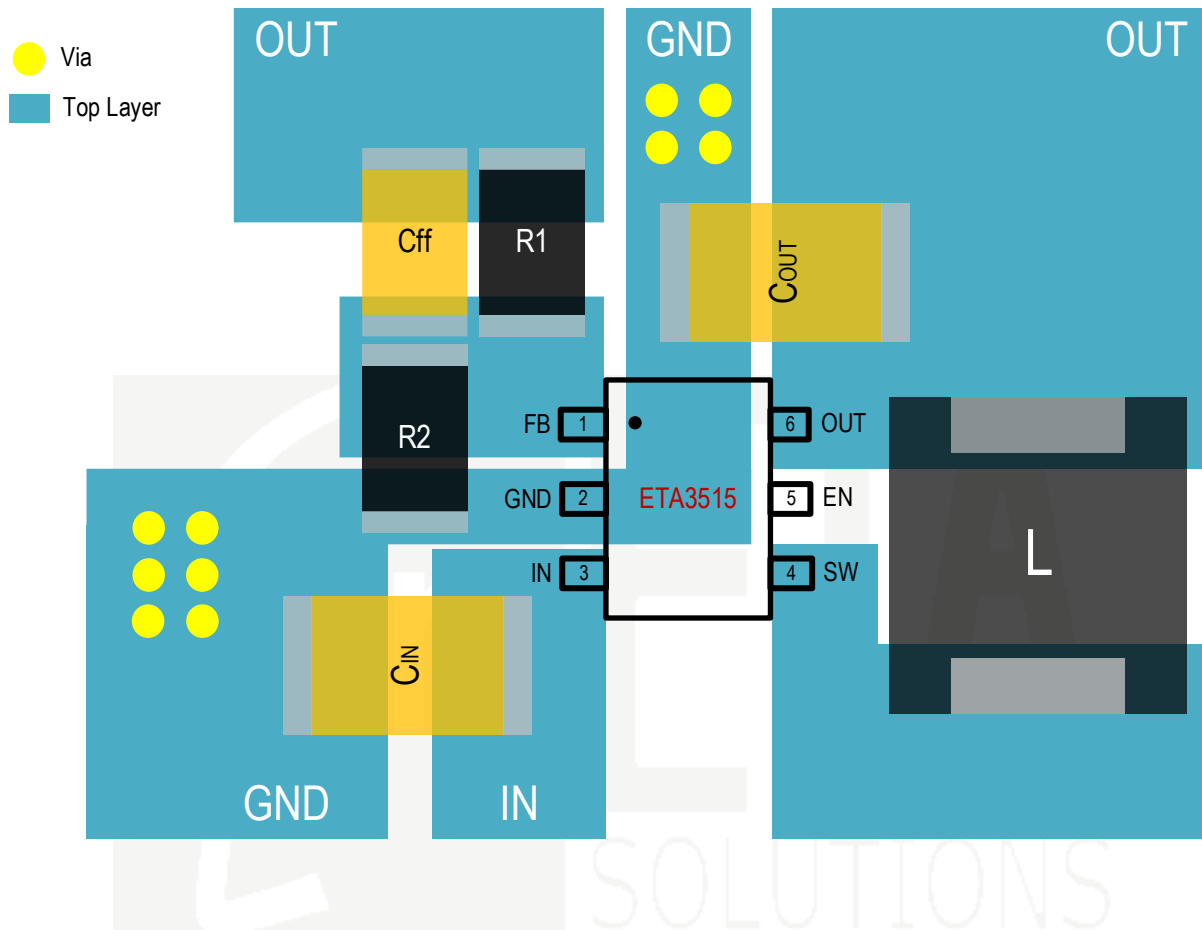 OUT
GND
OUT
Via
Top Layer
Cff
R1
COUT
R2
FB
1
6
OUT
GND
2
ETA3515
5
EN
IN
3
4
SW
L
CIN
GND
IN
SOLUTIONS